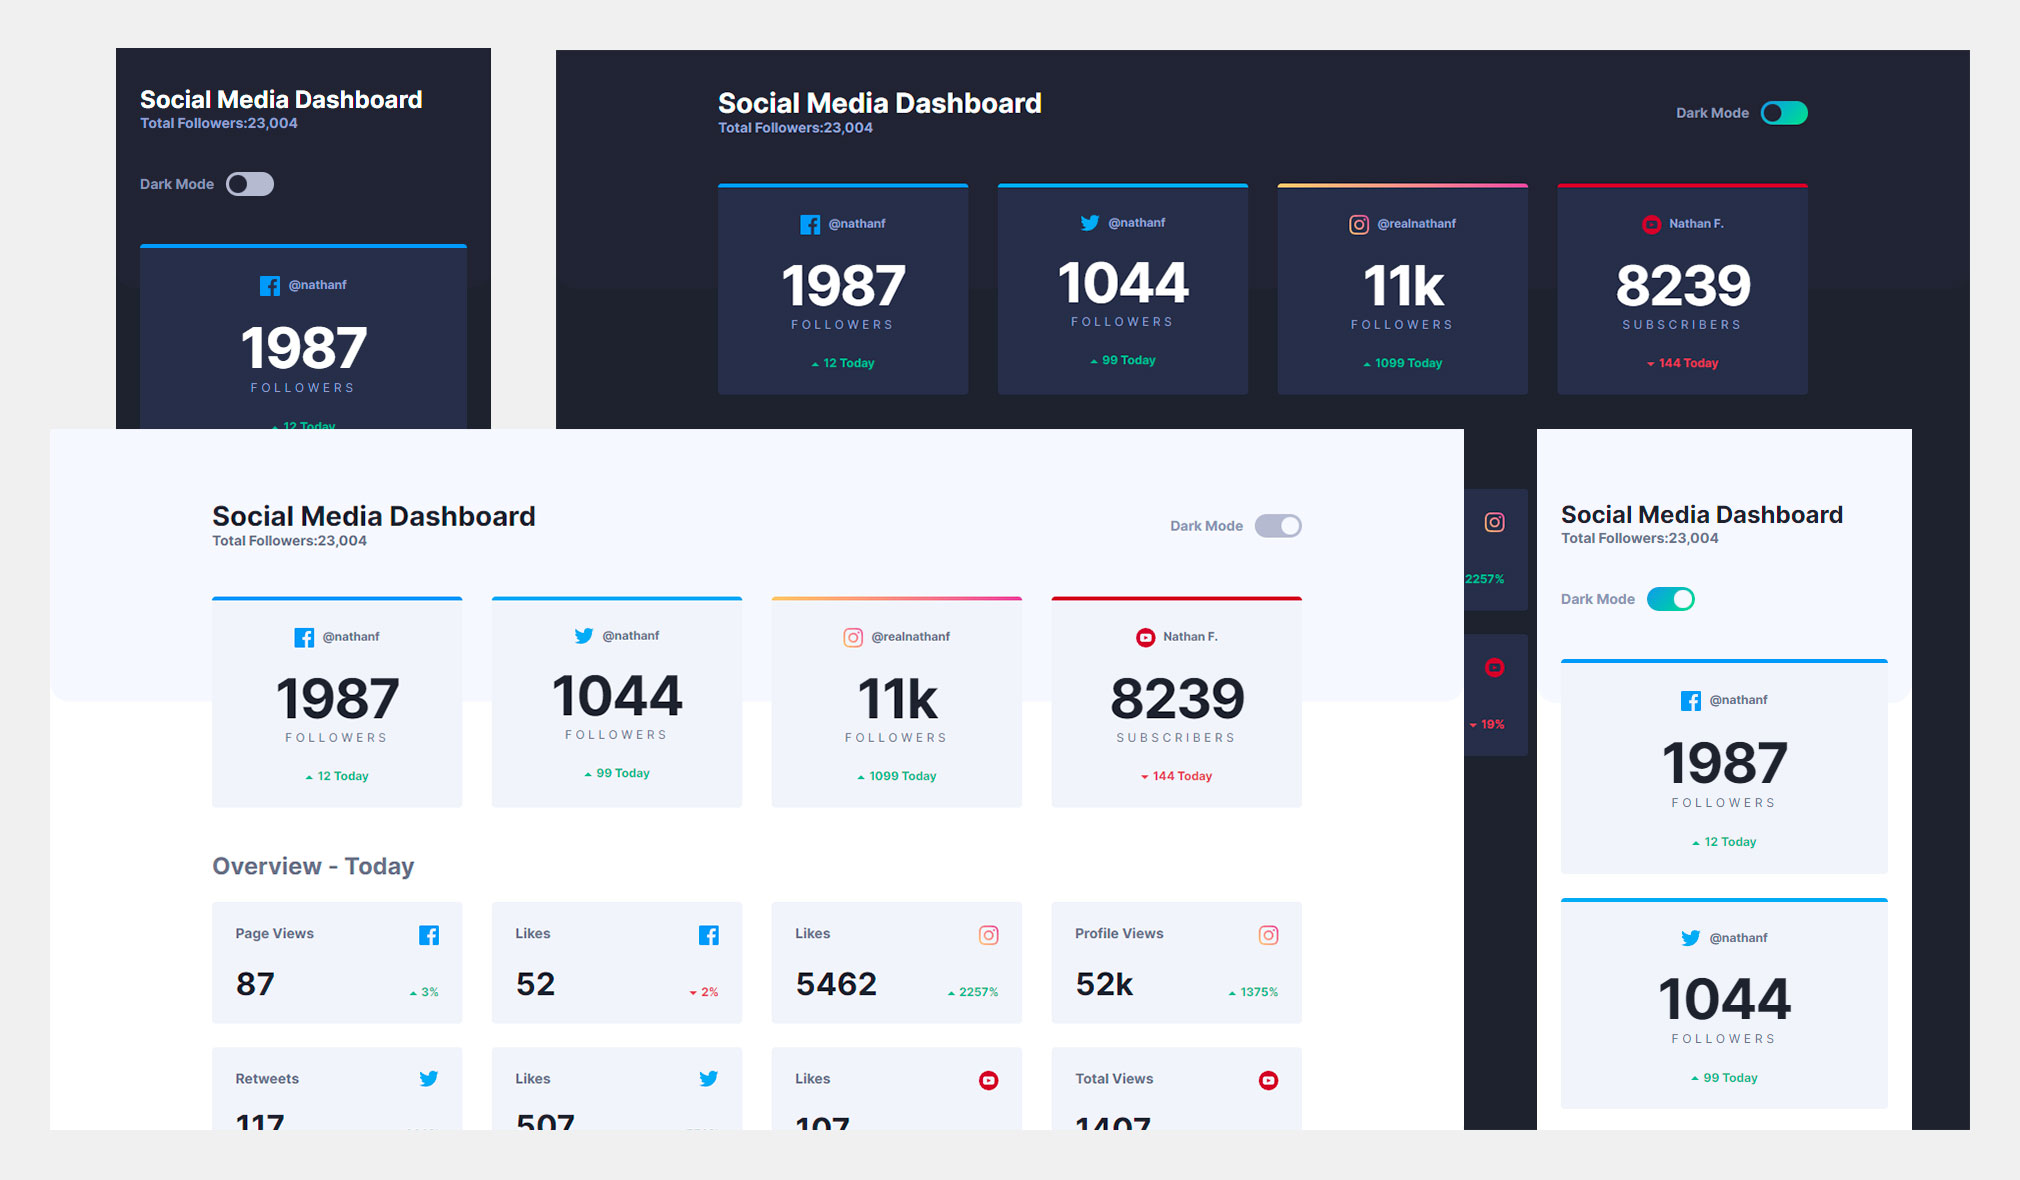 Social Media Dashboard
Total Followers:23,004
Dark Mode
@nathanf
1987
FOLLOWERS
12 Today
Social Media Dashboard
Total Followers:23,004
Dark Mode
@nathanf
1987
FOLLOWERS
12 Today
@nathanf
1044
FOLLOWERS
99 Today
@realnathanf
11k
FOLLOWERS
1099 Today
Nathan F.
8239
SUBSCRIBERS
144 Today
2257%
19%
Social Media Dashboard
Total Followers:23,004
Dark Mode
@nathanf
1987
FOLLOWERS
12 Today
@nathanf
1044
FOLLOWERS
99 Today
@realnathanf
11k
FOLLOWERS
1099 Today
Nathan F.
8239
SUBSCRIBERS
144 Today
Overview - Today
Page Views
87
3%
Likes
52
2%
Likes
5462
2257%
Profile Views
52k
1375%
Retweets
117
Likes
507
Likes
107
Total Views
1407
Social Media Dashboard
Total Followers:23,004
Dark Mode
@nathanf
1987
FOLLOWERS
12 Today
@nathanf
1044
FOLLOWERS
99 Today